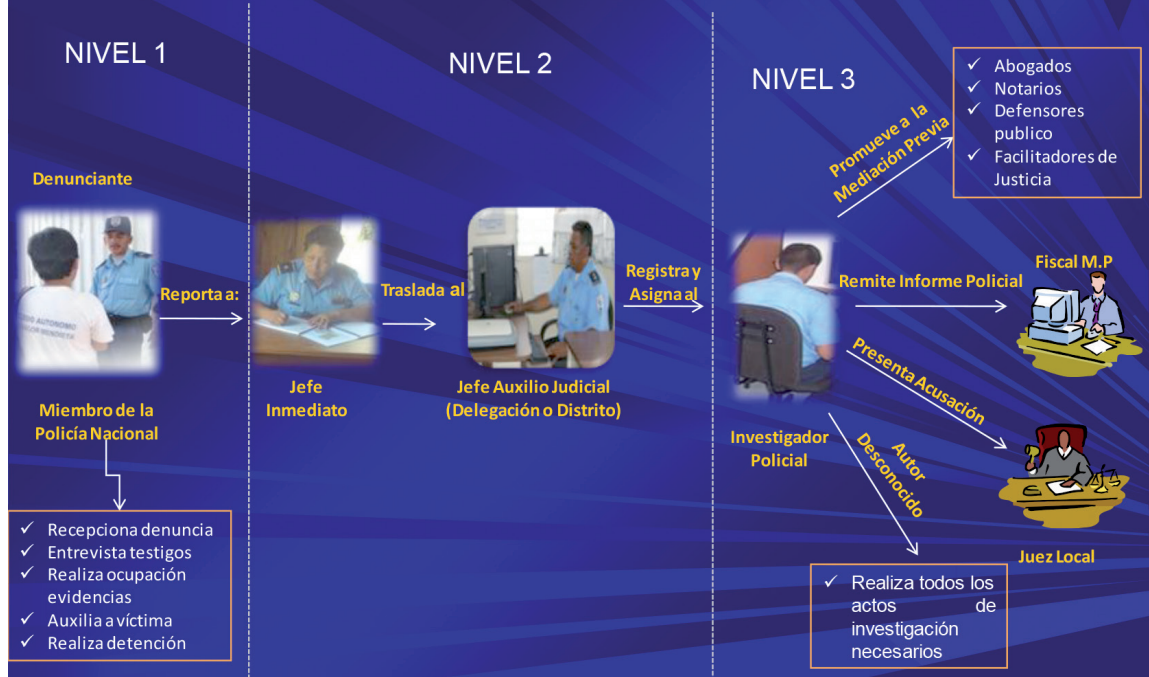 NIVEL 1
Denunciante
Reporta a:
Miembro de la
Policía Nacional
✓ Recepciona denuncia
✓ Entrevista testigos
✓ Realiza ocupación
evidencias
✓ Auxilia a víctima
✓ Realiza detención
NIVEL 2
Jefe
Inmediato
Traslada al
Jefe Auxilio Judicial
(Delegación o Distrito)
Registra y
Asigna al
NIVEL 3
Investigador
Policial
Promueve a la
Mediación Previa
✓ Abogados
✓ Notarios
✓ Defensores
publico
✓ Facilitadores de
Justicia
Remite Informe Policial
Fiscal M.P
Presenta Acusación
Juez Local
Autor
Desconocido
✓ Realiza todos los
actos de
investigación
necesarios